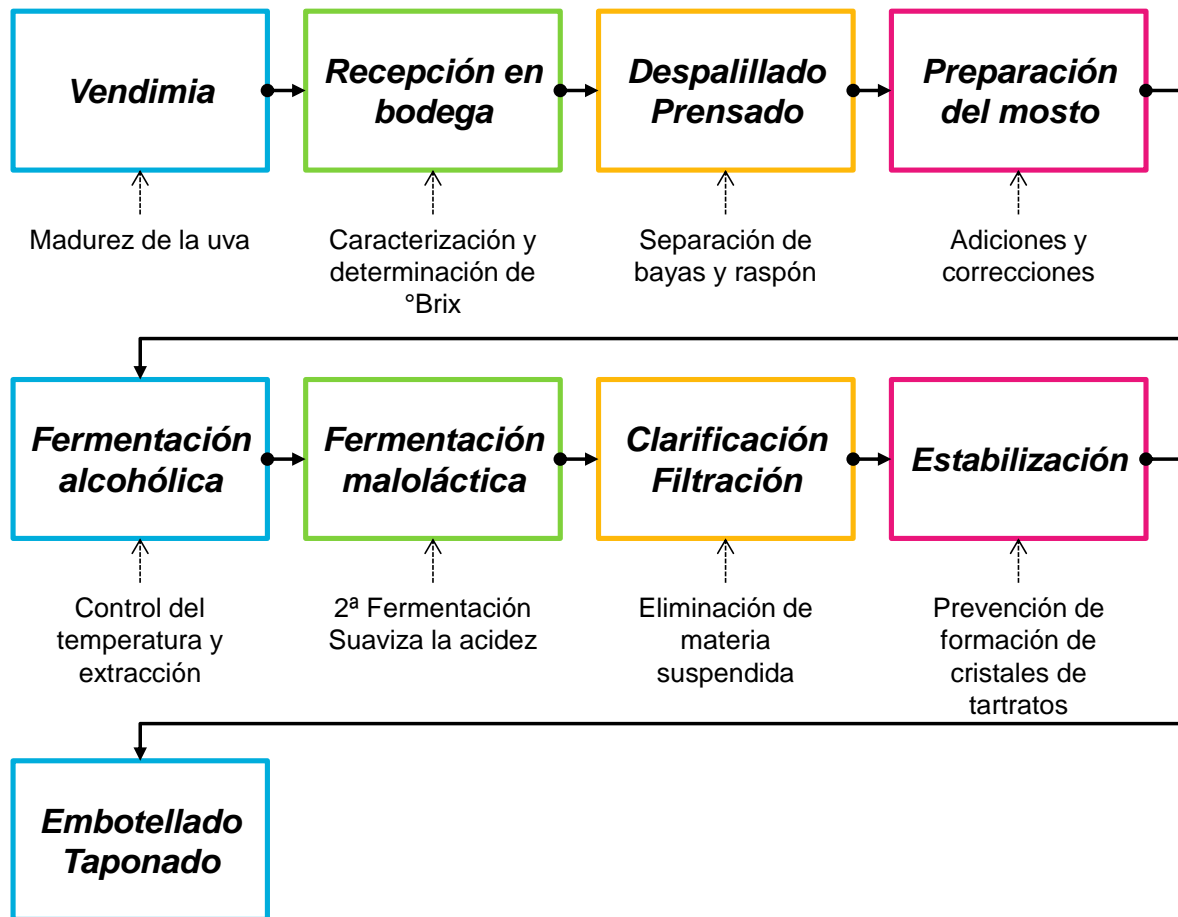 Vendimia
Recepción en
bodega
Despalillado
Prensado
Preparación
del mosto
Madurez de la uva
Caracterización y
determinación de
°Brix
Separación de
bayas y raspón
Adiciones y
correcciones
Fermentación
alcohólica
Fermentación
maloláctica
Clarificación
Filtración
Estabilización
Control del
temperatura y
extracción
2ª Fermentación
Suaviza la acidez
Eliminación de
materia
suspendida
Prevención de
formación de
cristales de
tartratos
Embotellado
Taponado